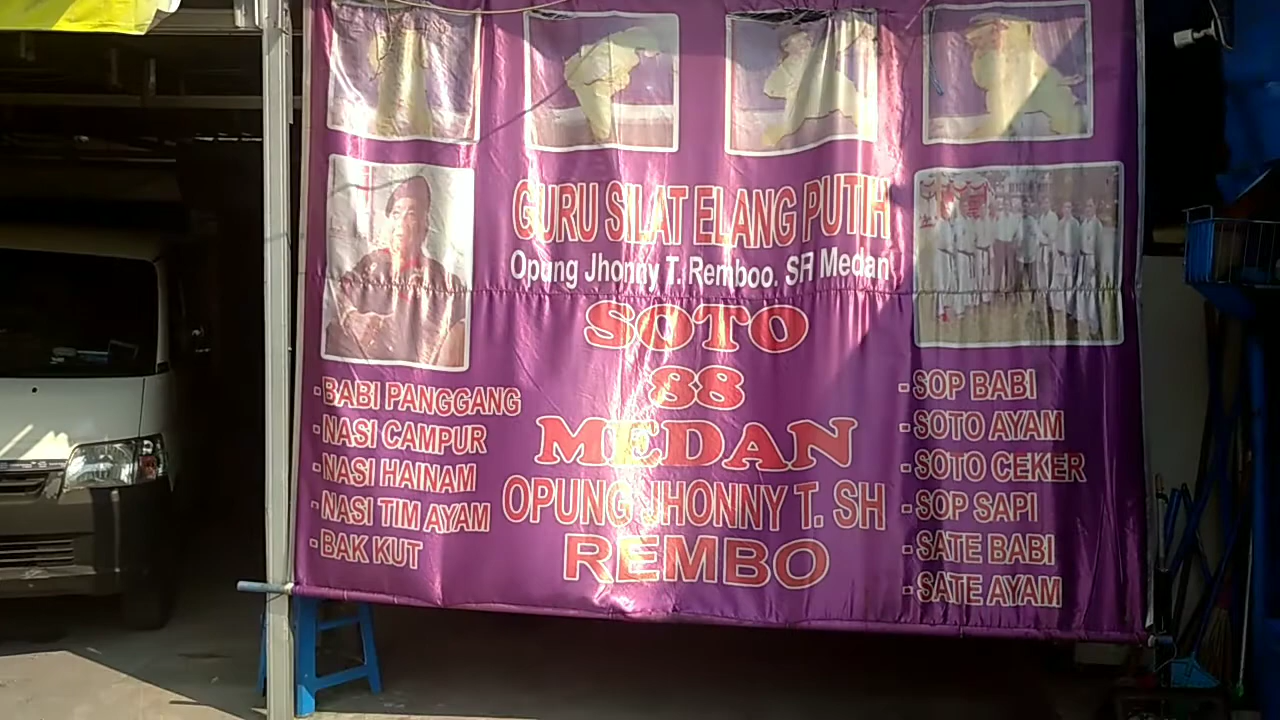 GURU SILAT ELANG PUTIH
Opung Jhonny T. Remboo. SH Medan
SOTO
88
MEDAN
OPUNG JHONNY T. SH
REMBO
-BABI PANGGANG
-NASI CAMPUR
-NASI HAINAM
-NASI TIM AYAM
-BAK KUT
-SOP BABI
-SOTO AYAM
-SOTO CEKER
-SOP SAPI
-SATE BABI
-SATE AYAM